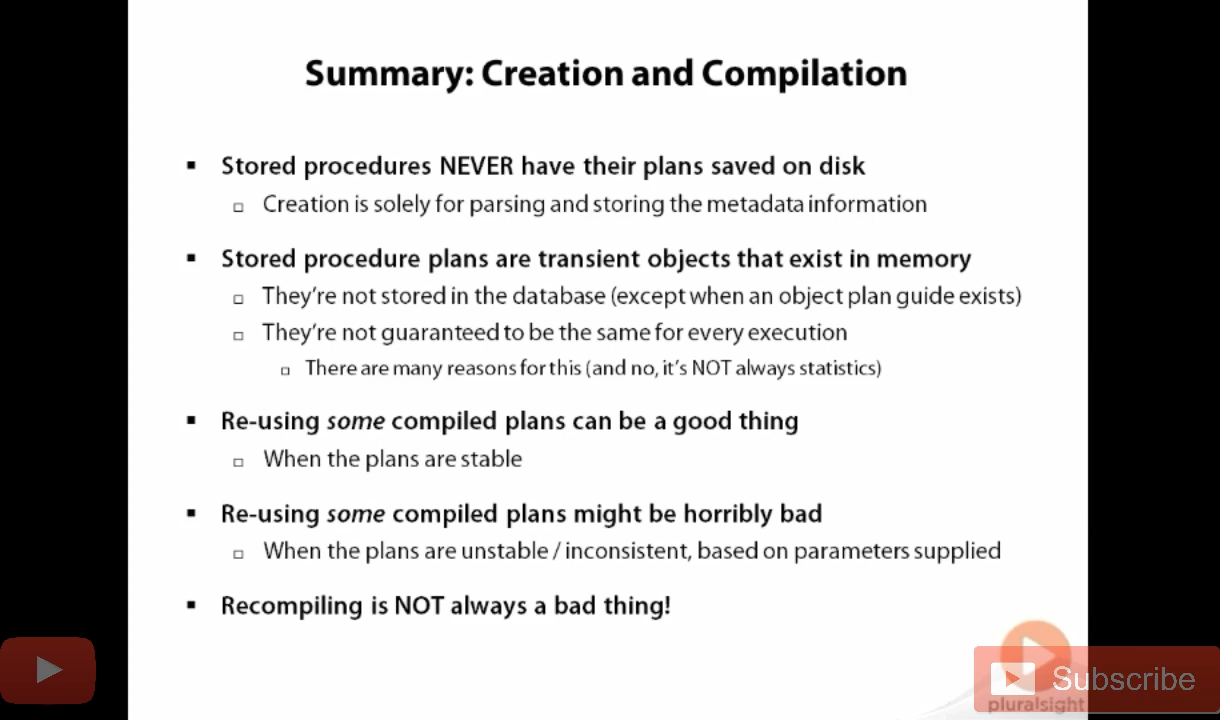 Summary: Creation and Compilation
Stored procedures NEVER have their plans saved on disk
Creation is solely for parsing and storing the metadata information
Stored procedure plans are transient objects that exist in memory
They're not stored in the database (except when an object plan guide exists)
They're not guaranteed to be the same for every execution
There are many reasons for this (and no, it's NOT always statistics)
Re-using some compiled plans can be a good thing
When the plans are stable
Re-using some compiled plans might be horribly bad
When the plans are unstable / inconsistent, based on parameters supplied
Recompiling is NOT always a bad thing!
Subscribe
pluralsight